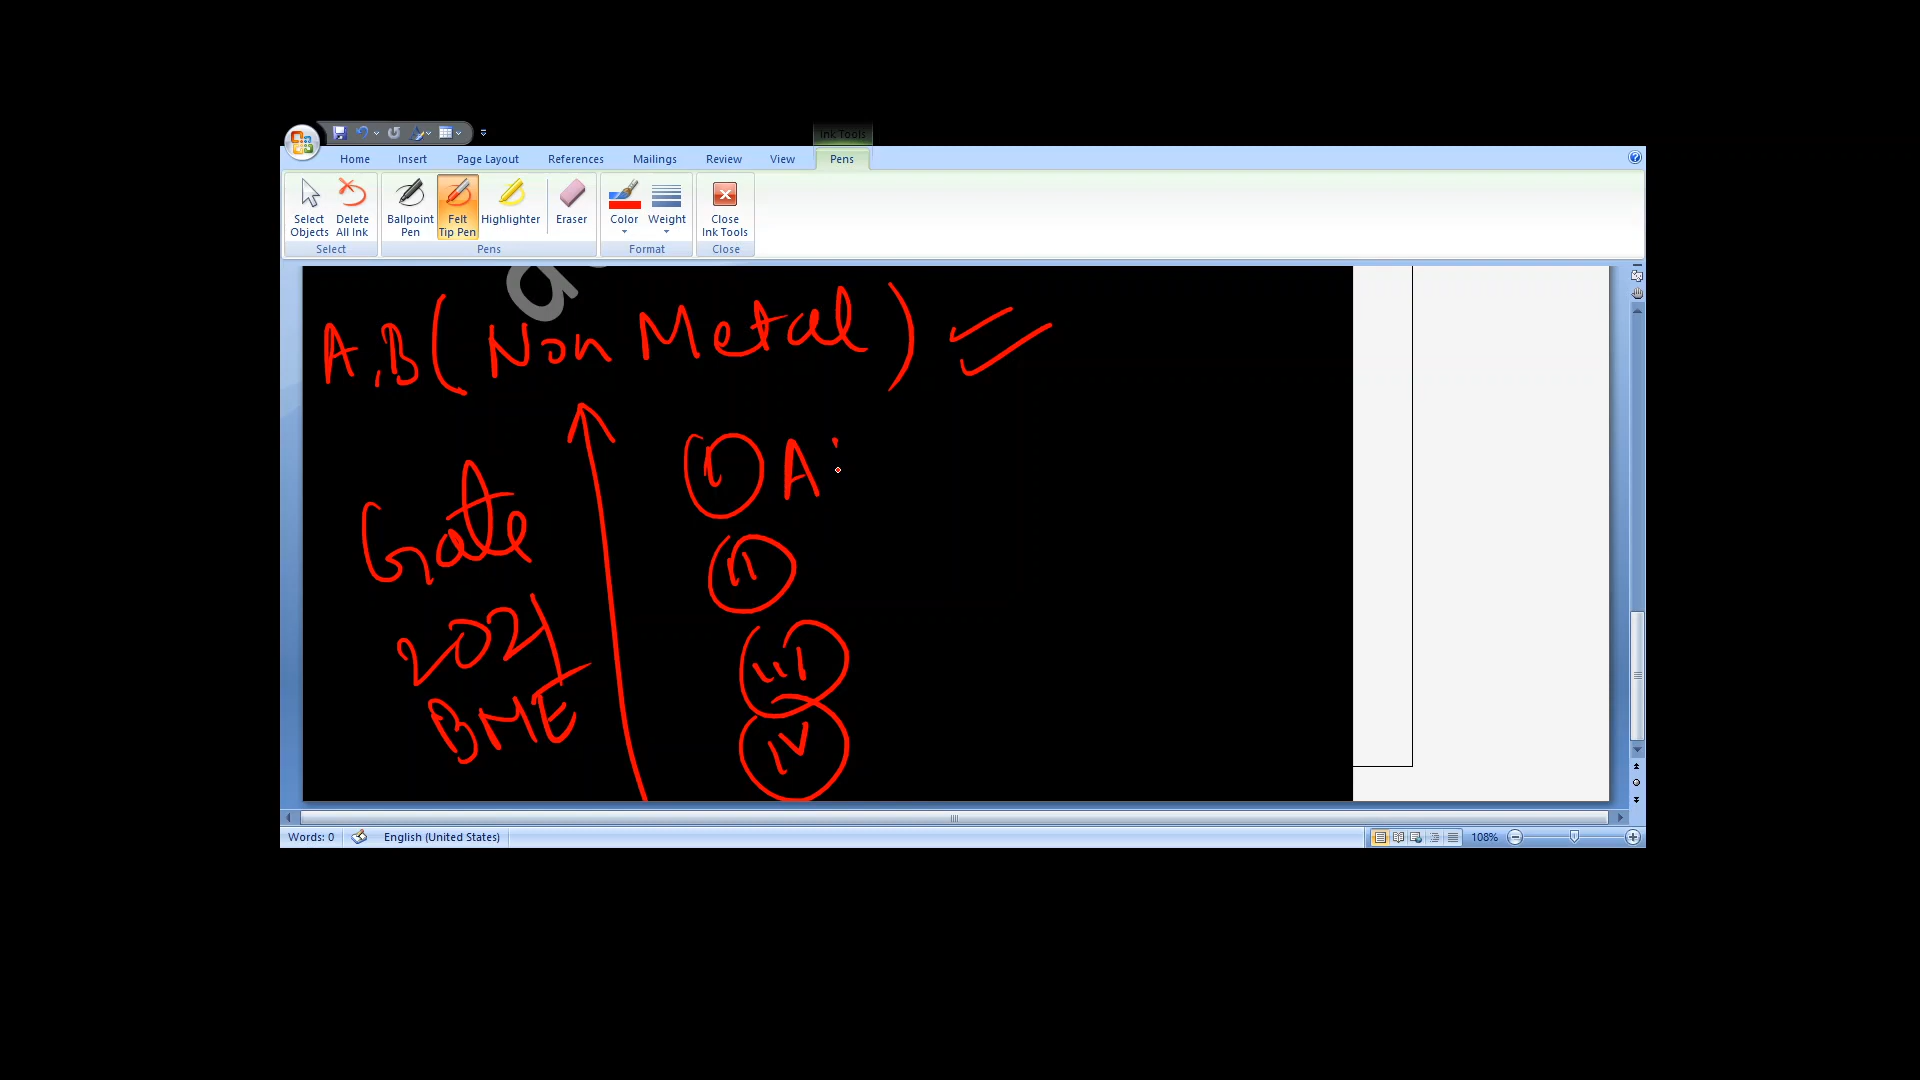 Ink Tools
Home Insert Page Layout References Mailings Review View Pens
Select Objects Delete All Ink Ballpoint Pen Felt Tip Pen Highlighter Eraser Color Weight Close Ink Tools
Select Pens Format Close
A,B (Non Metal)
(i) A:
Gate
(ii)
2021
(iii)
BME
(iv)
Words: 0 English (United States) 108%